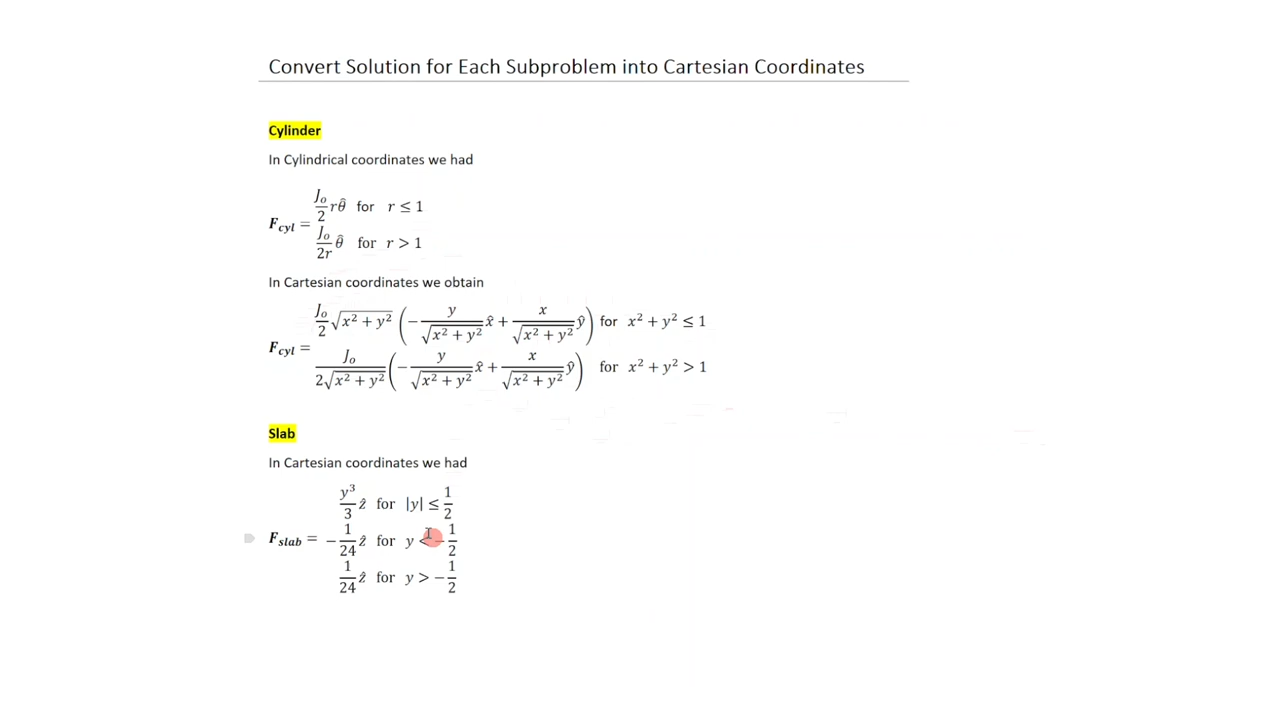 Convert Solution for Each Subproblem into Cartesian Coordinates
Cylinder
In Cylindrical coordinates we had
F_cyl = J_o/2 rθ̂ for r ≤ 1
J_o/2r θ̂ for r > 1
In Cartesian coordinates we obtain
F_cyl = J_o/2 √(x² + y²) (− y/√(x² + y²) x̂ + x/√(x² + y²) ŷ) for x² + y² ≤ 1
J_o/2√(x² + y²) (− y/√(x² + y²) x̂ + x/√(x² + y²) ŷ) for x² + y² > 1
Slab
In Cartesian coordinates we had
y³/3 ẑ for |y| ≤ 1/2
F_slab = − 1/24 ẑ for y < − 1/2
1/24 ẑ for y > − 1/2